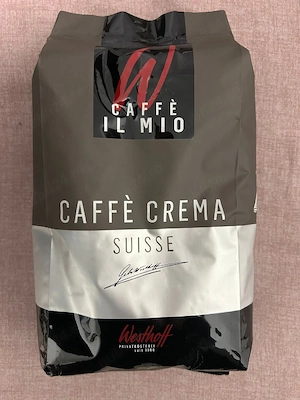 W
CAFFÈ
IL MIO
CAFFÈ CREMA
SUISSE
Westhoff
PRIVATRÖSTEREI